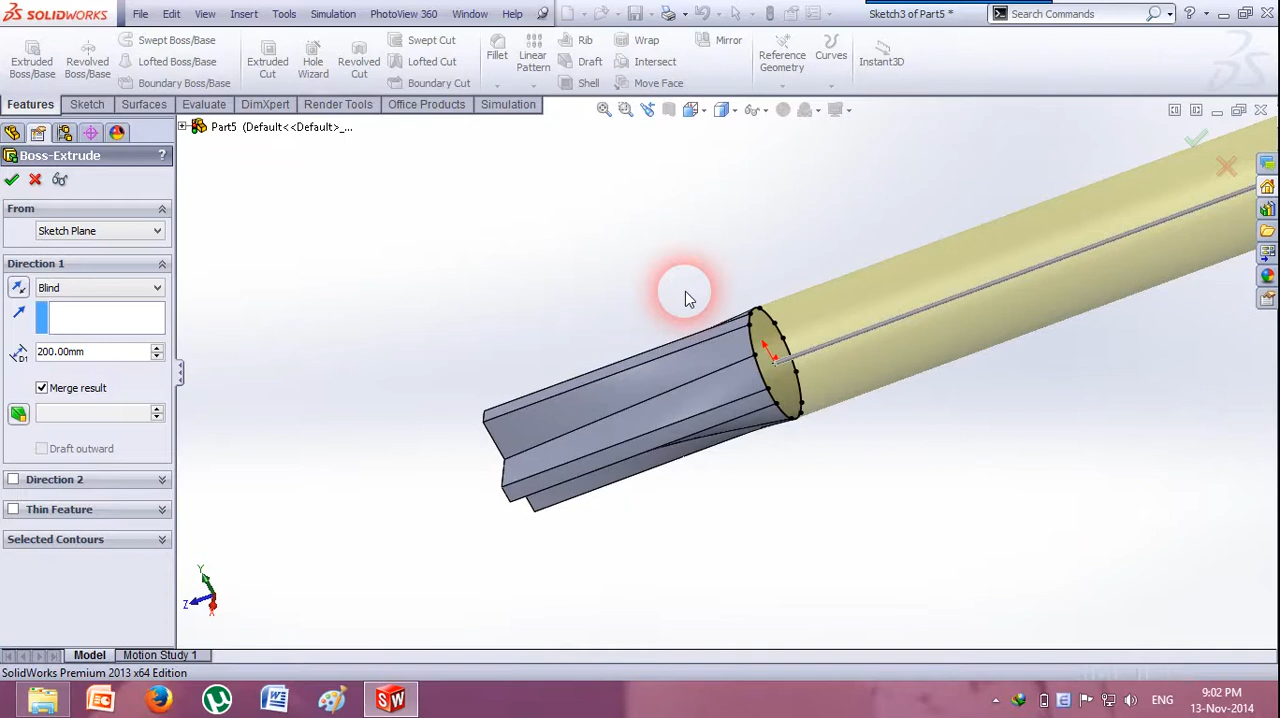 SOLIDWORKS File Edit View Insert Tools Simulation PhotoView 360 Window Help Sketch3 of Part5 * Search Commands
Extruded Boss/Base
Revolved Boss/Base
Swept Boss/Base
Lofted Boss/Base
Boundary Boss/Base
Extruded Cut
Hole Wizard
Revolved Cut
Swept Cut
Lofted Cut
Boundary Cut
Fillet
Linear Pattern
Rib
Draft
Shell
Wrap
Intersect
Move Face
Mirror
Reference Geometry
Curves
Instant3D
Features Sketch Surfaces Evaluate DimXpert Render Tools Office Products Simulation
Part5 (Default<<Default>_...
Boss-Extrude ?
From
Sketch Plane
Direction 1
Blind
D1 200.00mm
Merge result
Draft outward
Direction 2
Thin Feature
Selected Contours
Y
Z
X
Model Motion Study 1
SolidWorks Premium 2013 x64 Edition
W SW ENG
9:02 PM
13-Nov-2014